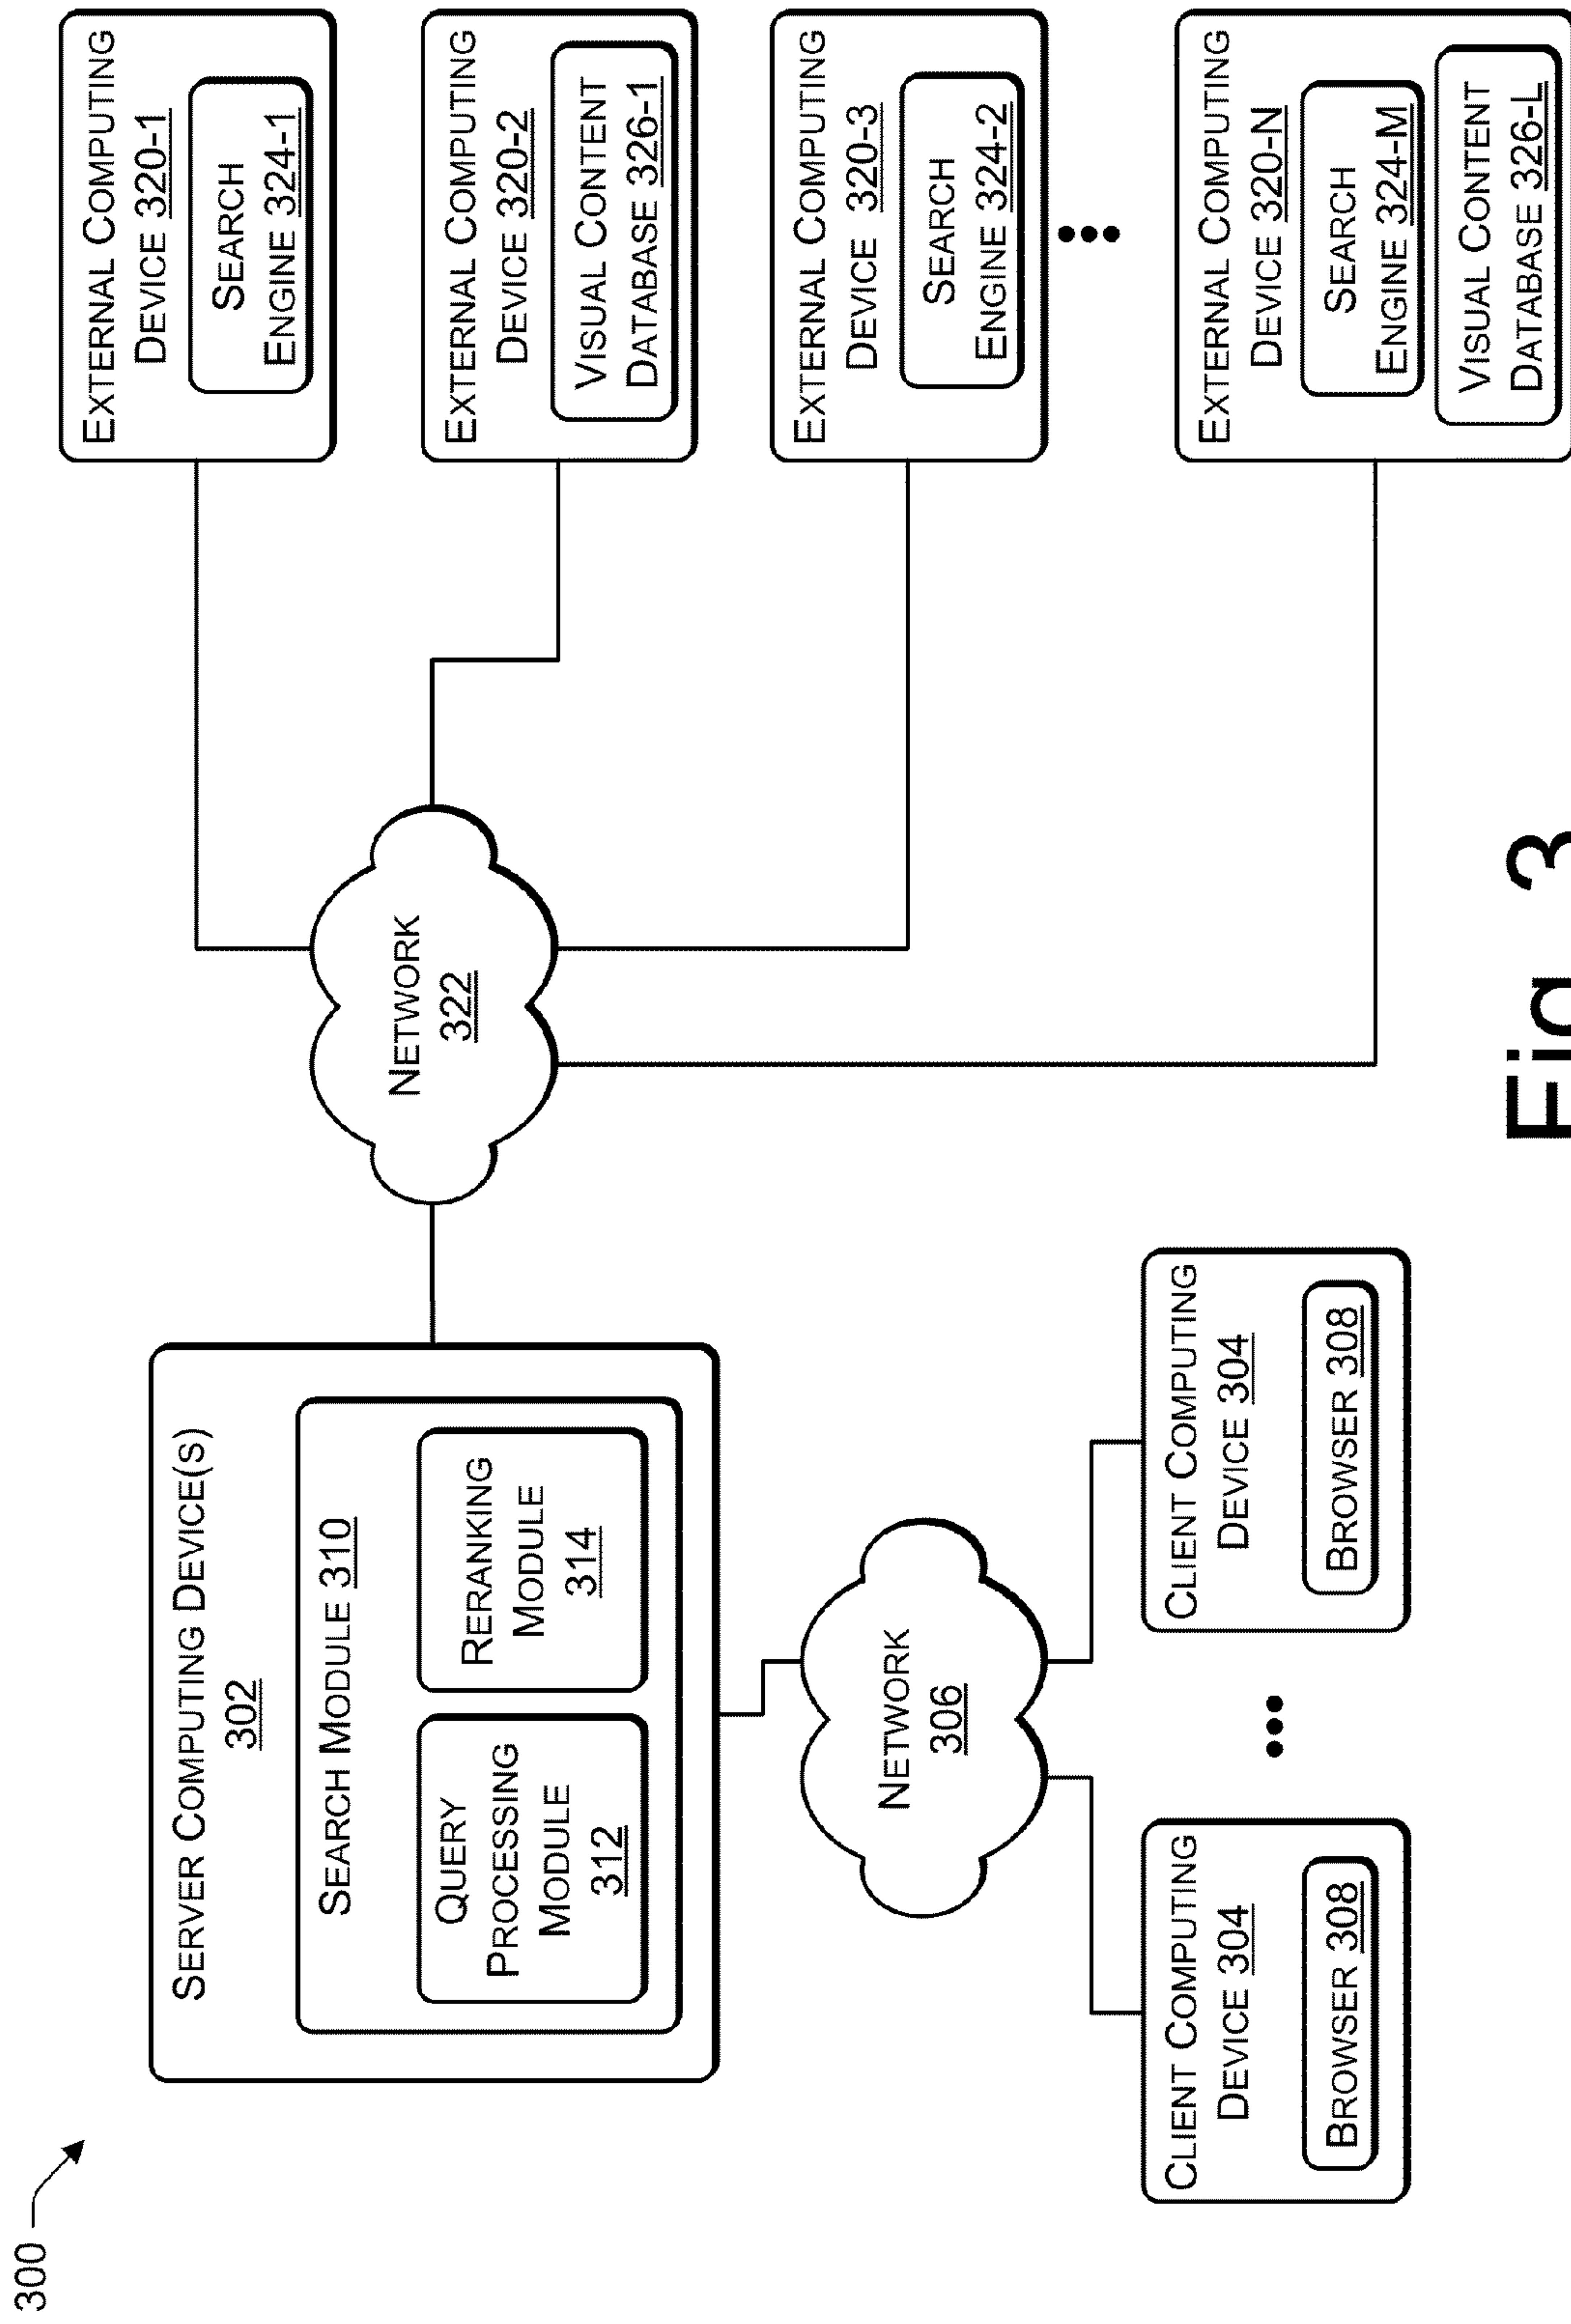 300
SERVER COMPUTING DEVICE(S)
302
SEARCH MODULE 310
QUERY
PROCESSING
MODULE
312
RERANKING
MODULE
314
NETWORK
306
CLIENT COMPUTING
DEVICE 304
BROWSER 308
•••
CLIENT COMPUTING
DEVICE 304
BROWSER 308
NETWORK
322
EXTERNAL COMPUTING
DEVICE 320-1
SEARCH
ENGINE 324-1
EXTERNAL COMPUTING
DEVICE 320-2
VISUAL CONTENT
DATABASE 326-1
EXTERNAL COMPUTING
DEVICE 320-3
SEARCH
ENGINE 324-2
•••
EXTERNAL COMPUTING
DEVICE 320-N
SEARCH
ENGINE 324-M
VISUAL CONTENT
DATABASE 326-L
Fig. 3